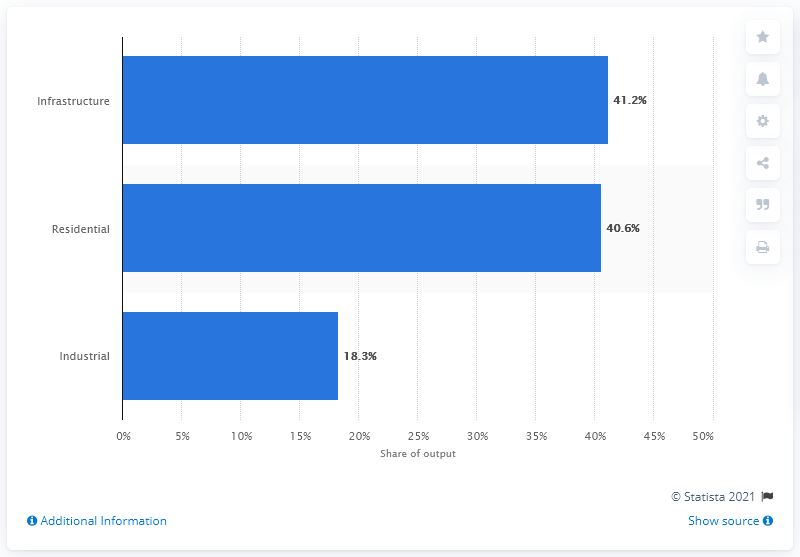 Infrastructure
41.2%
Residential
40.6%
Industrial
18.3%
0% 5% 10% 15% 20% 25% 30% 35% 40% 45% 50%
Share of output
© Statista 2021
Additional Information
Show source